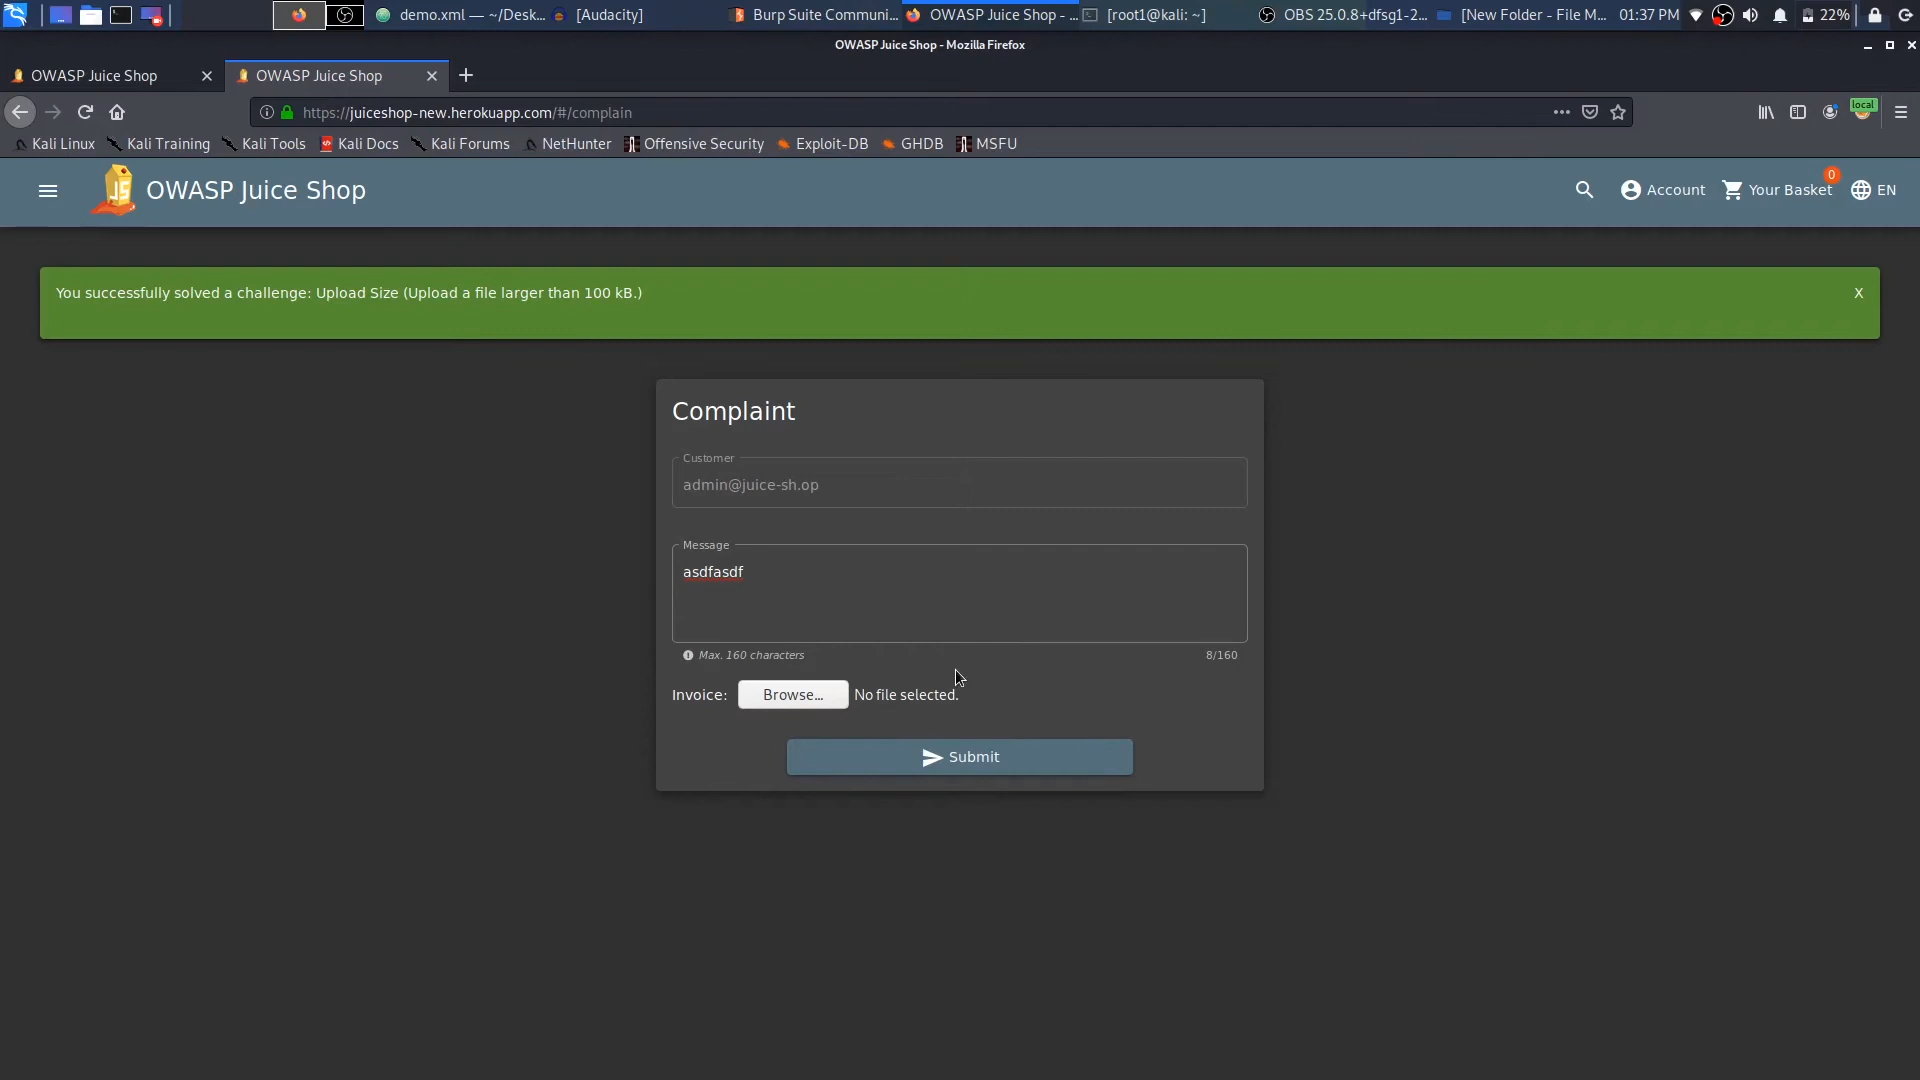 demo.xml — ~/Desk...
[Audacity]
Burp Suite Communi...
OWASP Juice Shop - ...
[root1@kali: ~]
OBS 25.0.8+dfsg1-2...
[New Folder - File M...
01:37 PM
22%
OWASP Juice Shop - Mozilla Firefox
OWASP Juice Shop
OWASP Juice Shop
https://juiceshop-new.herokuapp.com/#/complain
local
Kali Linux
Kali Training
Kali Tools
Kali Docs
Kali Forums
NetHunter
Offensive Security
Exploit-DB
GHDB
MSFU
JS
OWASP Juice Shop
Account
0
Your Basket
EN
You successfully solved a challenge: Upload Size (Upload a file larger than 100 kB.)
X
Complaint
Customer
admin@juice-sh.op
Message
asdfasdf
Max. 160 characters
8/160
Invoice:
Browse...
No file selected.
Submit